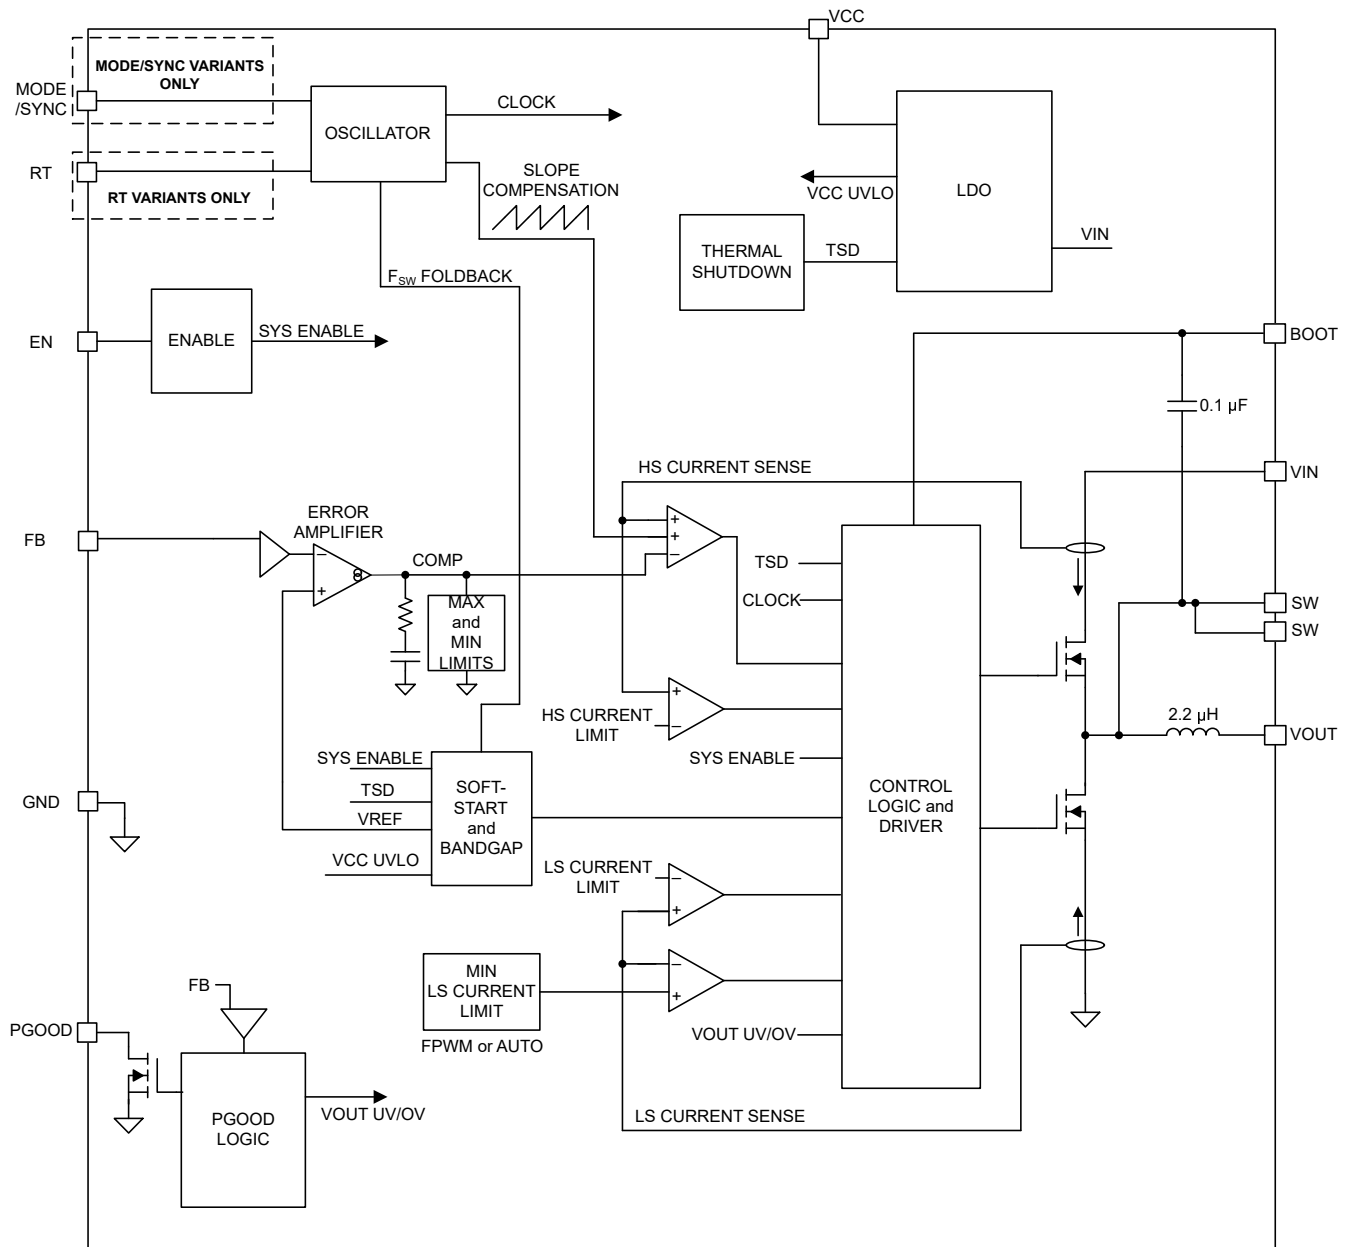 VCC
MODE/SYNC VARIANTS
ONLY
MODE
/SYNC
OSCILLATOR
CLOCK
RT
RT VARIANTS ONLY
SLOPE
COMPENSATION
VCC UVLO
LDO
THERMAL
SHUTDOWN
TSD
VIN
FSW FOLDBACK
EN
ENABLE
SYS ENABLE
BOOT
0.1 µF
HS CURRENT SENSE
VIN
FB
ERROR
AMPLIFIER
−
+
COMP
+
+
−
TSD
CLOCK
MAX
and
MIN
LIMITS
SW
SW
HS CURRENT
LIMIT
+
−
2.2 µH
VOUT
SYS ENABLE
SYS ENABLE
TSD
VREF
VCC UVLO
SOFT-
START
and
BANDGAP
CONTROL
LOGIC and
DRIVER
GND
LS CURRENT
LIMIT
−
+
MIN
LS CURRENT
LIMIT
−
+
FPWM or AUTO
VOUT UV/OV
FB
PGOOD
PGOOD
LOGIC
VOUT UV/OV
LS CURRENT SENSE